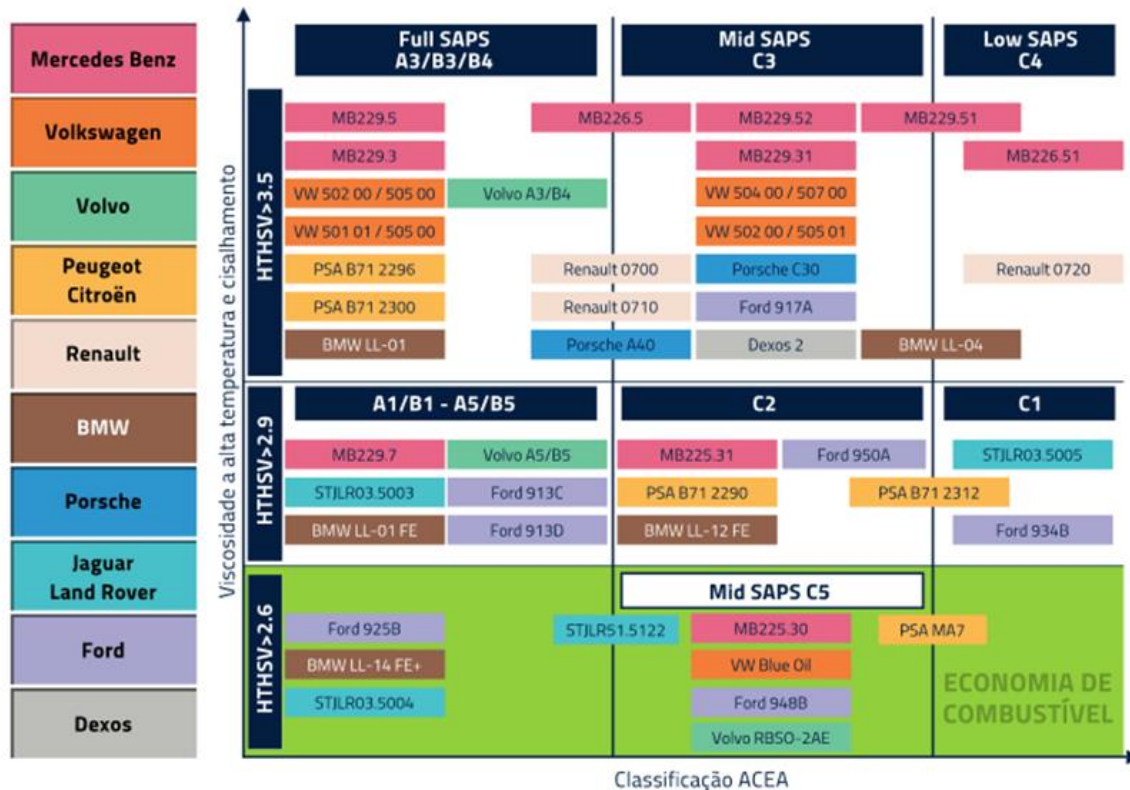 Mercedes Benz
Volkswagen
Volvo
Peugeot
Citroën
Renault
BMW
Porsche
Jaguar
Land Rover
Ford
Dexos
Viscosidade a alta temperatura e cisalhamento
Full SAPS
A3/B3/B4
Mid SAPS
C3
Low SAPS
C4
HTHSV>3.5
MB229.5
MB226.5
MB229.52
MB229.51
MB229.3
MB229.31
MB226.51
VW 502 00 / 505 00
Volvo A3/B4
VW 504 00 / 507 00
VW 501 01 / 505 00
VW 502 00 / 505 01
PSA B71 2296
Renault 0700
Porsche C30
Renault 0720
PSA B71 2300
Renault 0710
Ford 917A
BMW LL-01
Porsche A40
Dexos 2
BMW LL-04
A1/B1 - A5/B5
C2
C1
HTHSV>2.9
MB229.7
Volvo A5/B5
MB225.31
Ford 950A
STJLR03.5005
STJLR03.5003
Ford 913C
PSA B71 2290
PSA B71 2312
BMW LL-01 FE
Ford 913D
BMW LL-12 FE
Ford 934B
Mid SAPS C5
HTHSV>2.6
Ford 925B
STJLR51.5122
MB225.30
PSA MA7
BMW LL-14 FE+
VW Blue Oil
STJLR03.5004
Ford 948B
Volvo RBSO-2AE
ECONOMIA DE
COMBUSTÍVEL
Classificação ACEA